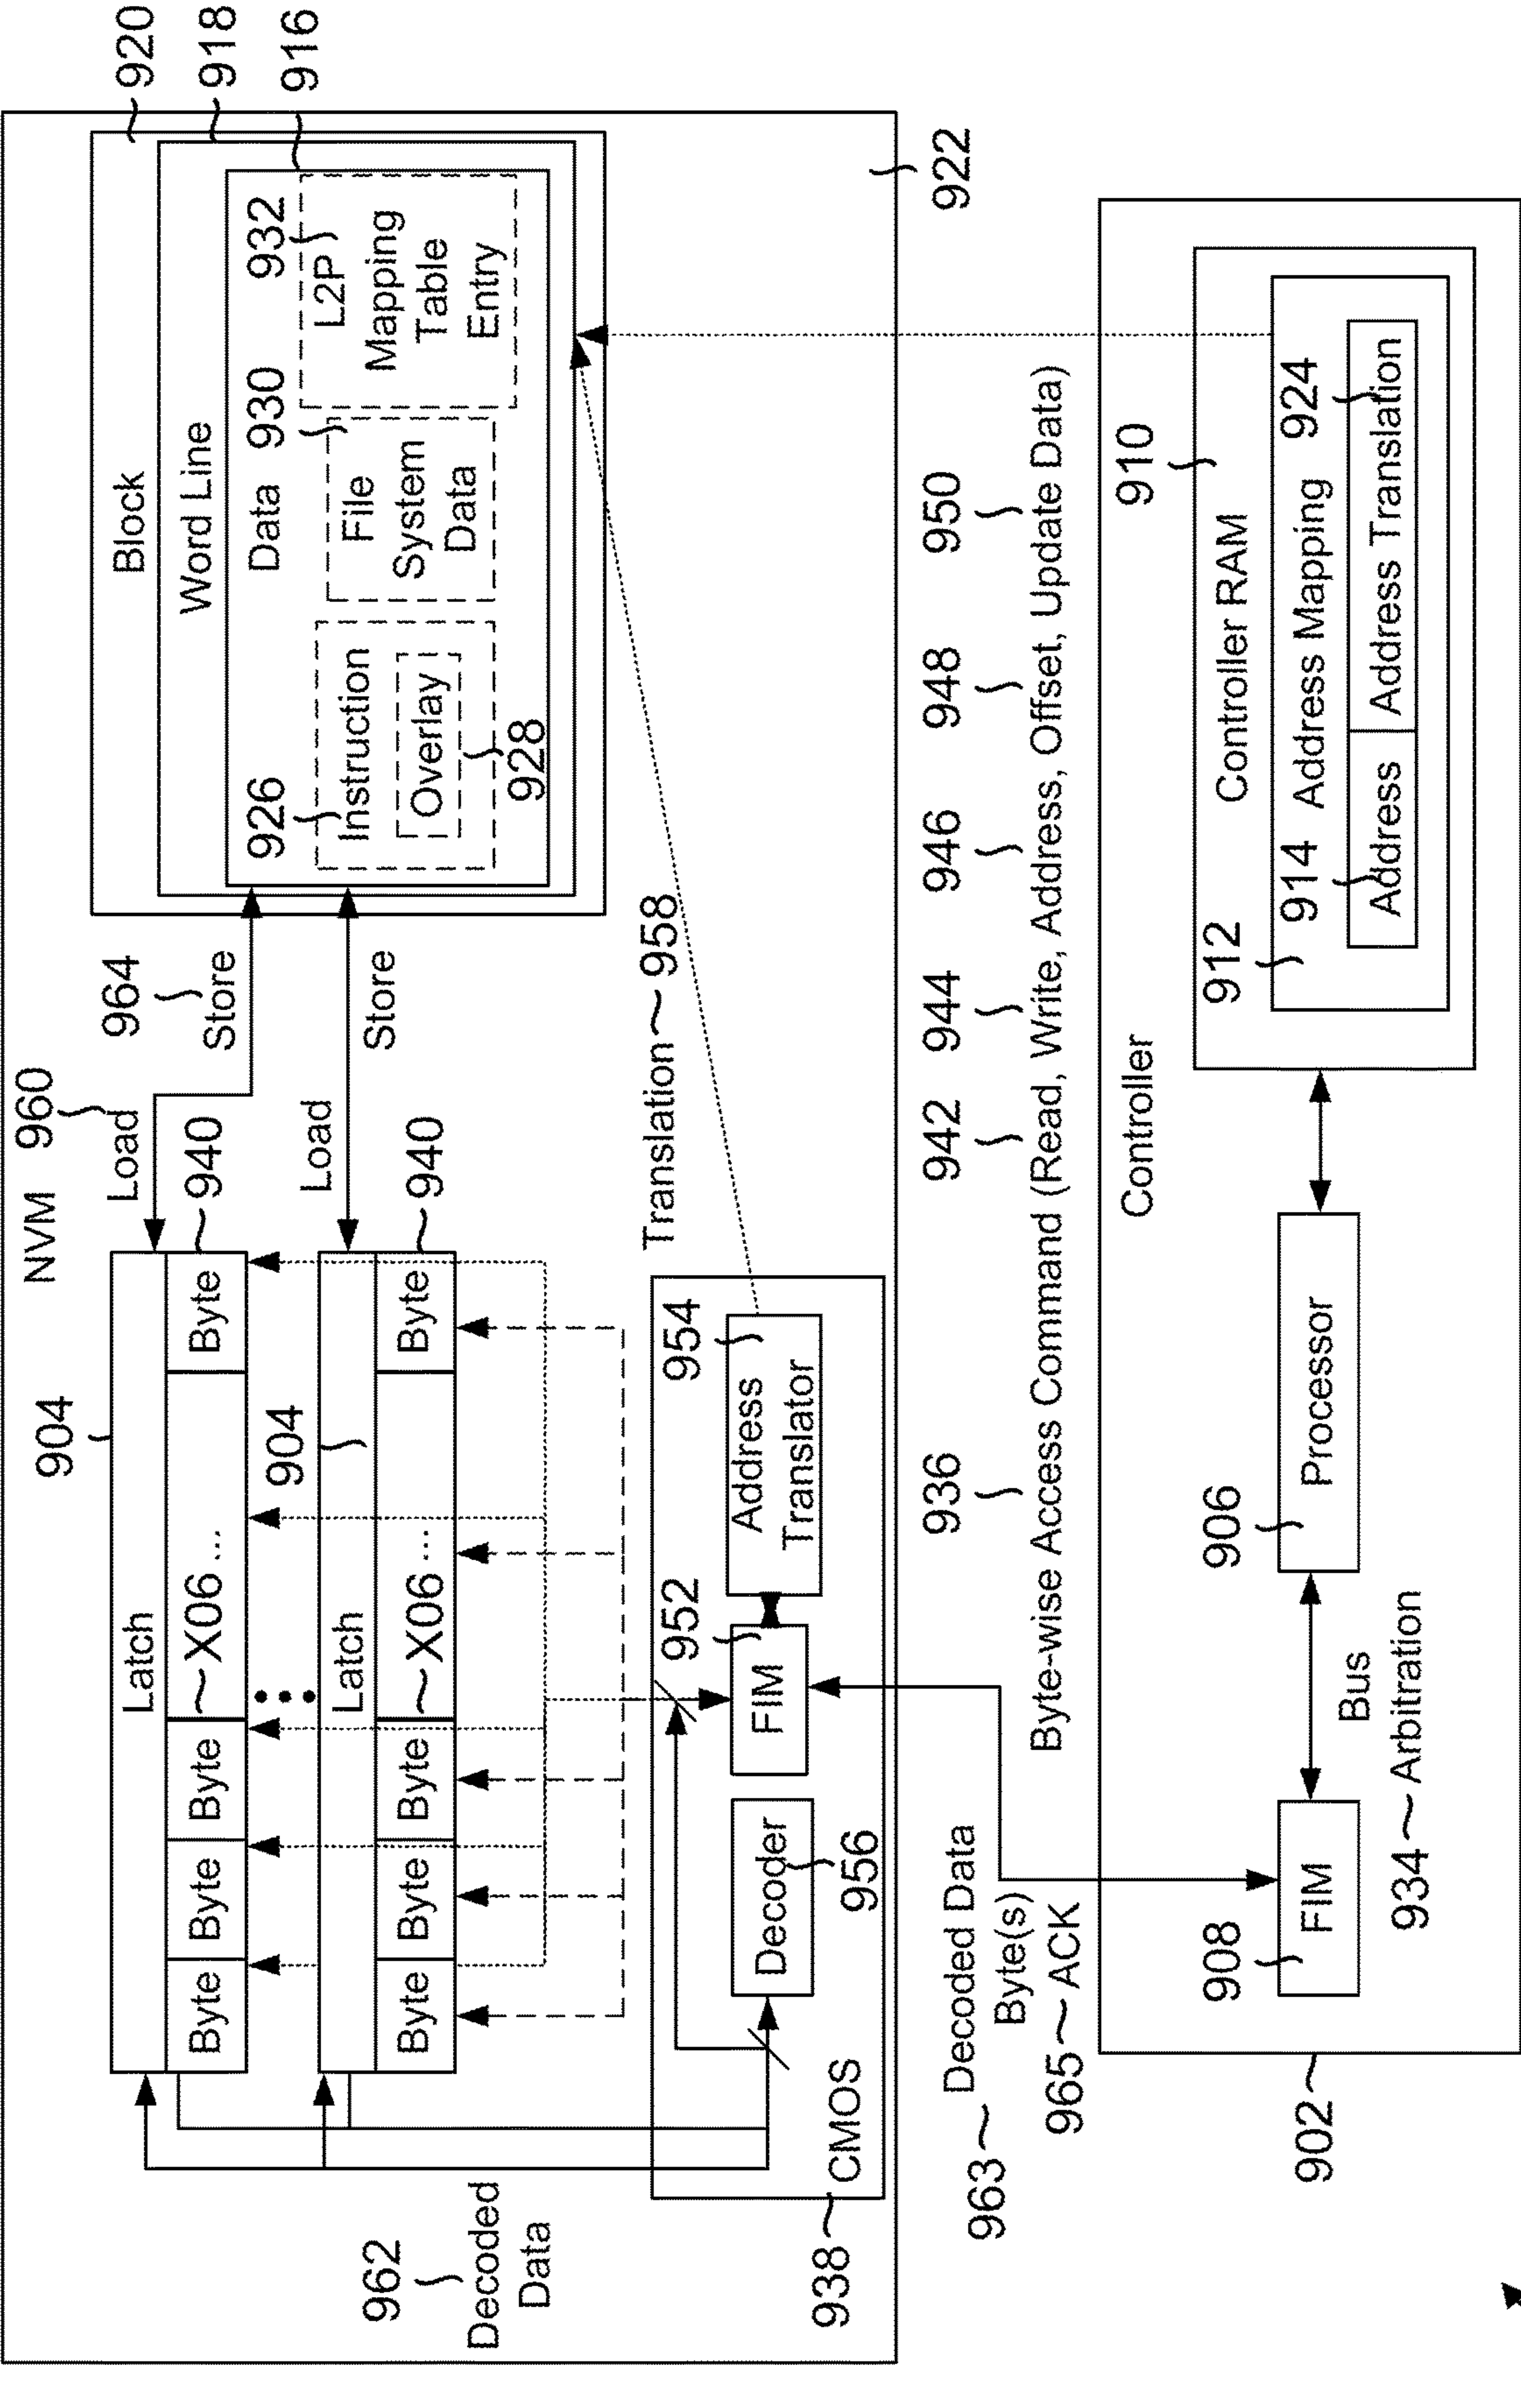 NVM
960
Load
964
Store
904
Latch
Byte
Byte
Byte
~X06 ...
Byte
940
904
Latch
Load
Store
Byte
Byte
Byte
~X06 ...
Byte
940
Block
920
Word Line
918
Data
916
926
Instruction
Overlay
928
930
File
System
Data
932
L2P
Mapping
Table
Entry
962
Decoded
Data
Translation
958
938
CMOS
Decoder
956
952
FIM
954
Address
Translator
922
963
Decoded Data
Byte(s)
965
ACK
936
942
944
946
948
950
Byte-wise Access Command (Read, Write, Address, Offset, Update Data)
902
Controller
908
FIM
Bus
934
Arbitration
906
Processor
910
Controller RAM
912
Address Mapping
914
Address
924
Address Translation